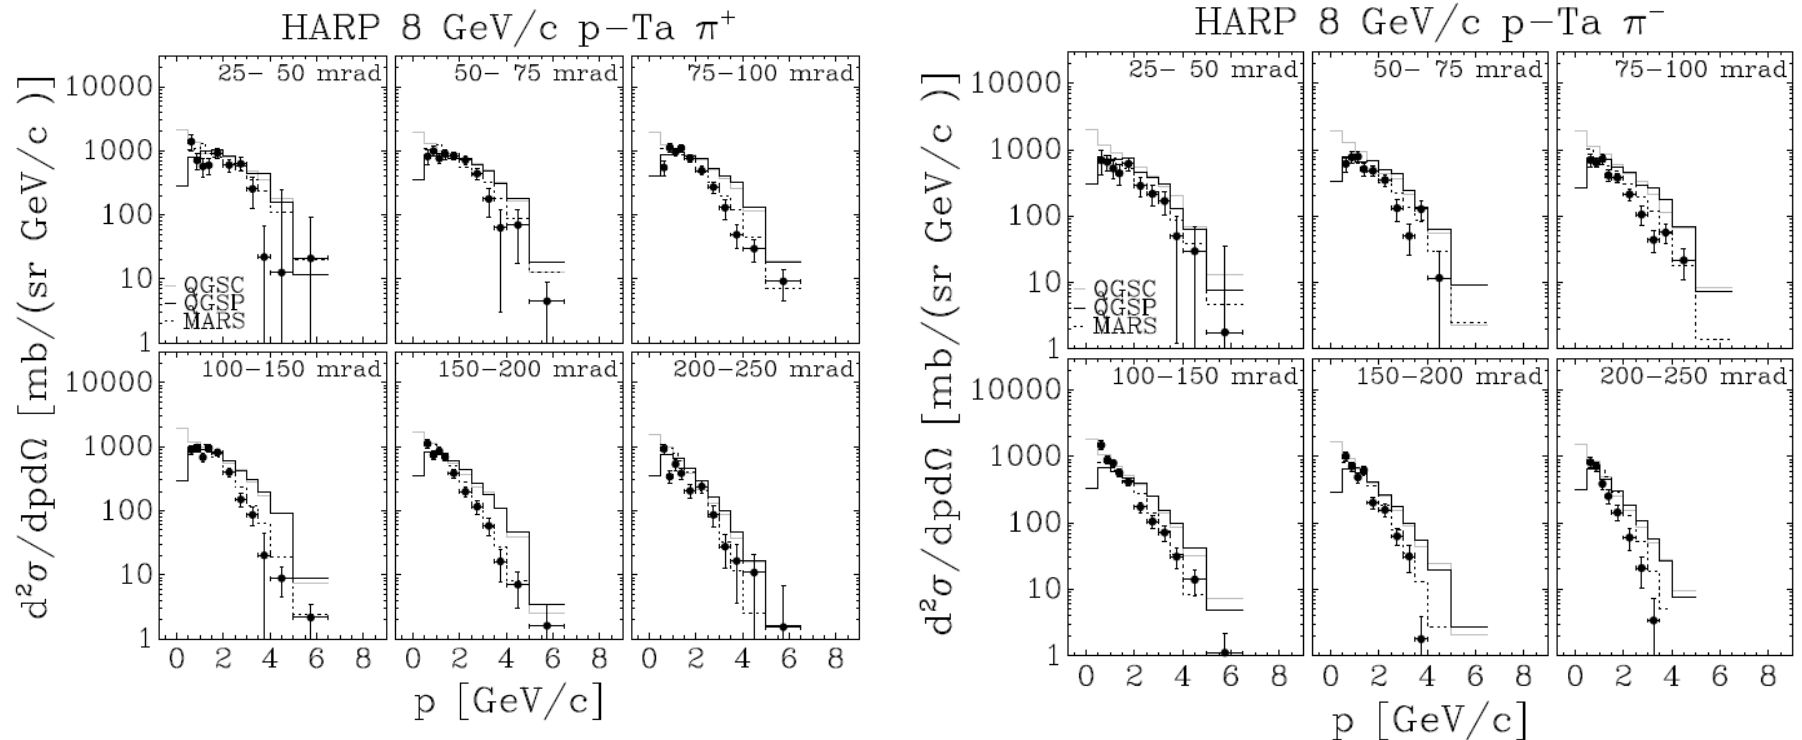 HARP 8 GeV/c p-Ta π⁺
d²σ/dpdΩ [mb/(sr GeV/c )]
25- 50 mrad
50- 75 mrad
75-100 mrad
10000
1000
100
10
1
QGSC
QGSP
MARS
100-150 mrad
150-200 mrad
200-250 mrad
10000
1000
100
10
1
0 2 4 6 8
0 2 4 6 8
0 2 4 6 8
p [GeV/c]
HARP 8 GeV/c p-Ta π⁻
d²σ/dpdΩ [mb/(sr GeV/c )]
25- 50 mrad
50- 75 mrad
75-100 mrad
10000
1000
100
10
1
QGSC
QGSP
MARS
100-150 mrad
150-200 mrad
200-250 mrad
10000
1000
100
10
1
0 2 4 6 8
0 2 4 6 8
0 2 4 6 8
p [GeV/c]